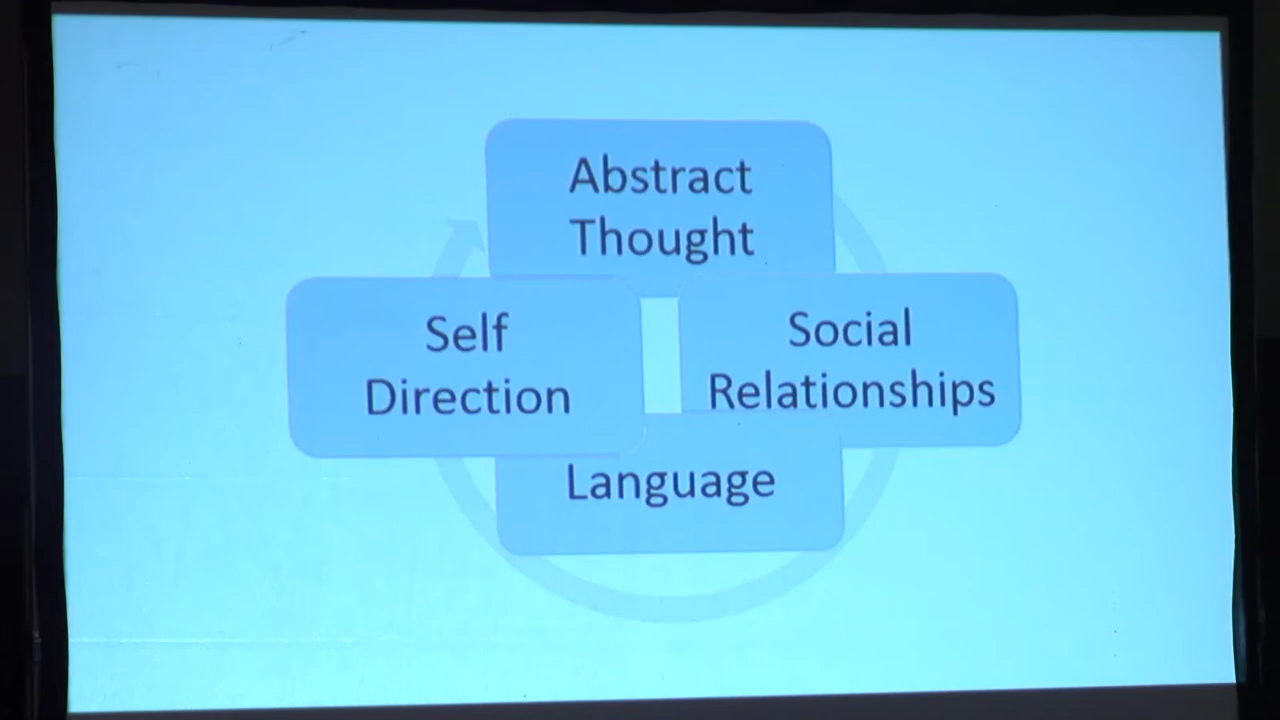 Abstract
Thought
Self
Direction
Social
Relationships
Language